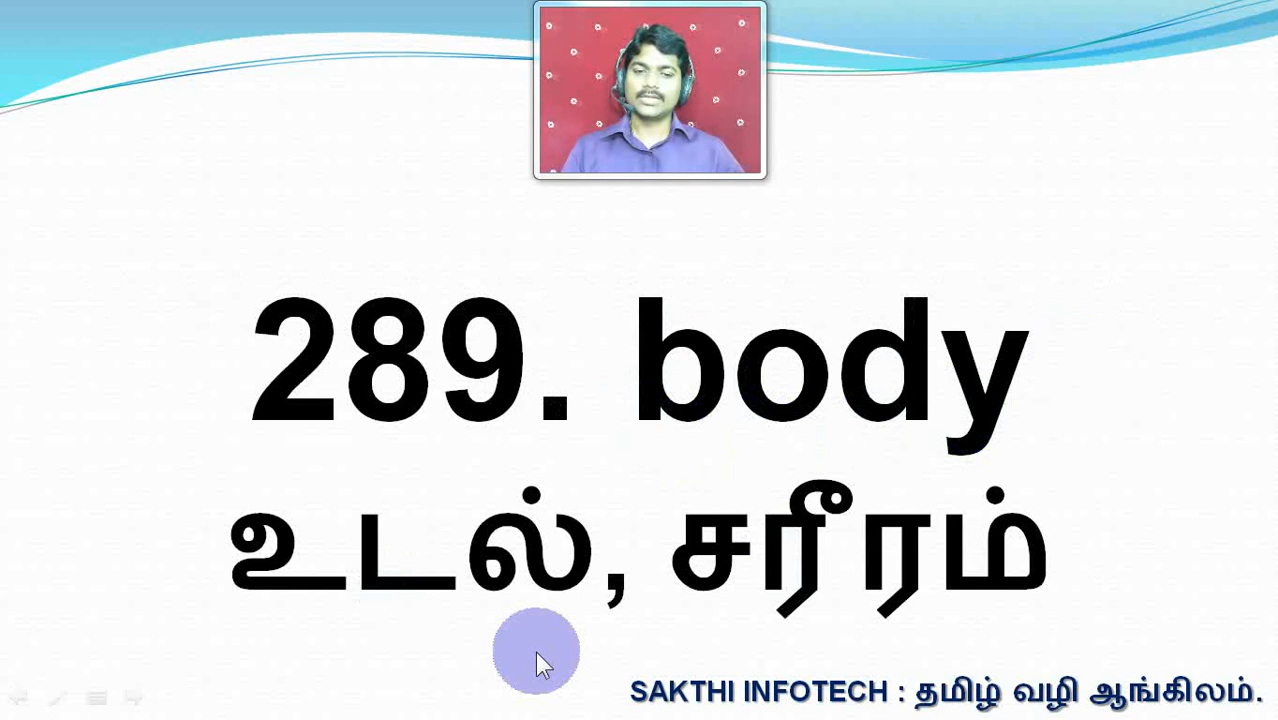 289. body
உடல், சரீரம்
SAKTHI INFOTECH : தமிழ் வழி ஆங்கிலம்.